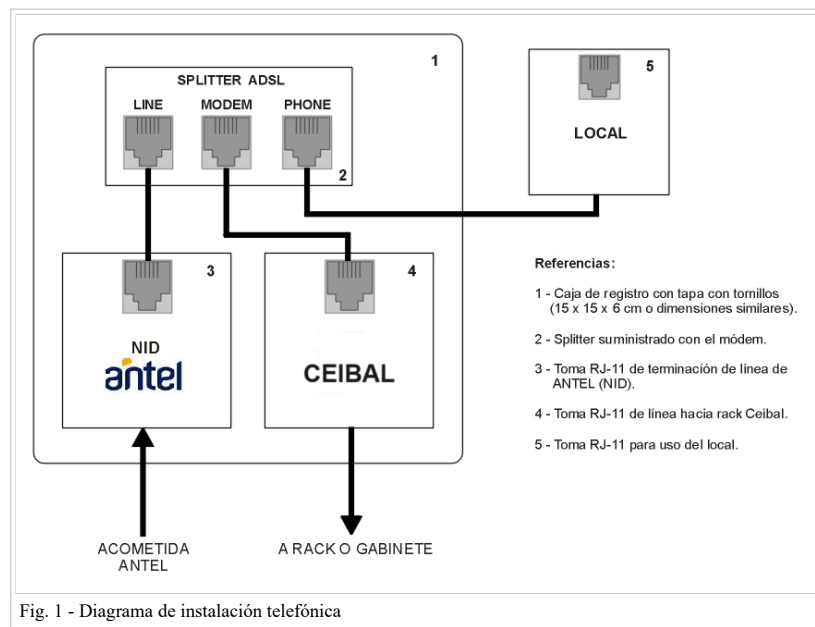 1
SPLITTER ADSL
LINE MODEM PHONE
2
5
LOCAL
3
NID
antel
4
CEIBAL
ACOMETIDA
ANTEL
A RACK O GABINETE
Referencias:
1 - Caja de registro con tapa con tornillos
(15 x 15 x 6 cm o dimensiones similares).
2 - Splitter suministrado con el módem.
3 - Toma RJ-11 de terminación de línea de
ANTEL (NID).
4 - Toma RJ-11 de línea hacia rack Ceibal.
5 - Toma RJ-11 para uso del local.
Fig. 1 - Diagrama de instalación telefónica